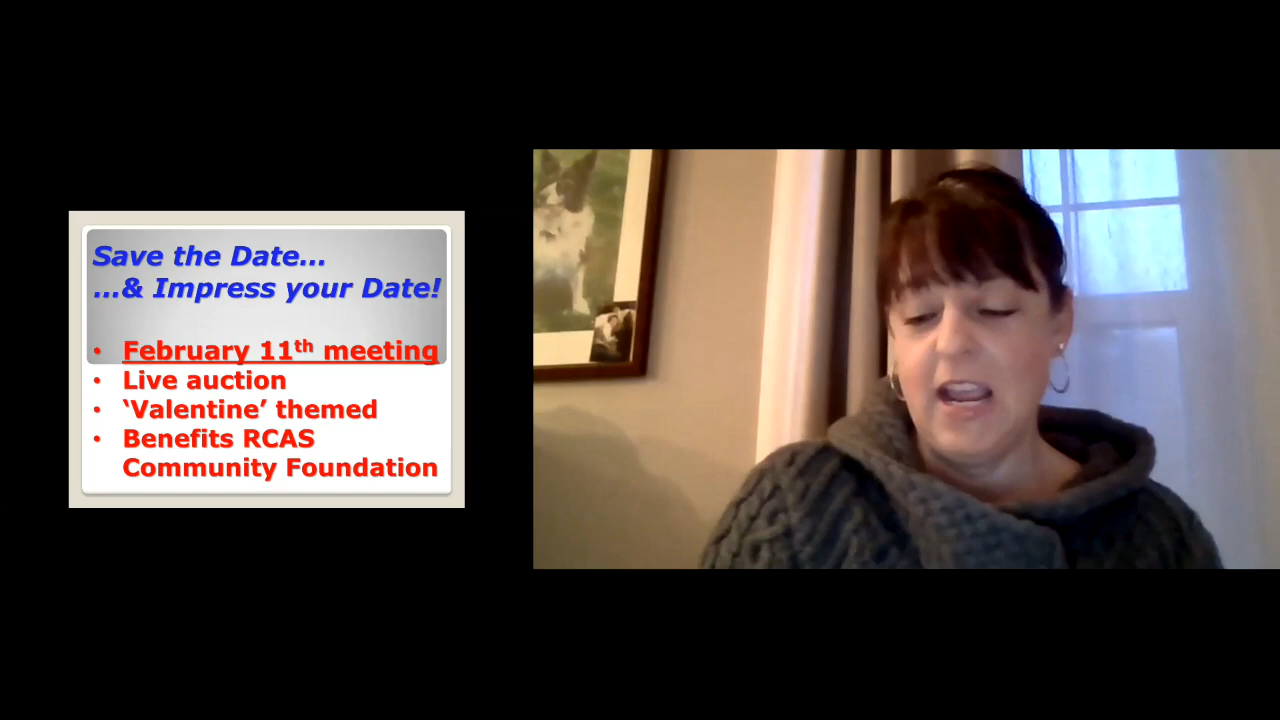 Save the Date...
...& Impress your Date!
• February 11th meeting
• Live auction
• ‘Valentine’ themed
• Benefits RCAS
Community Foundation